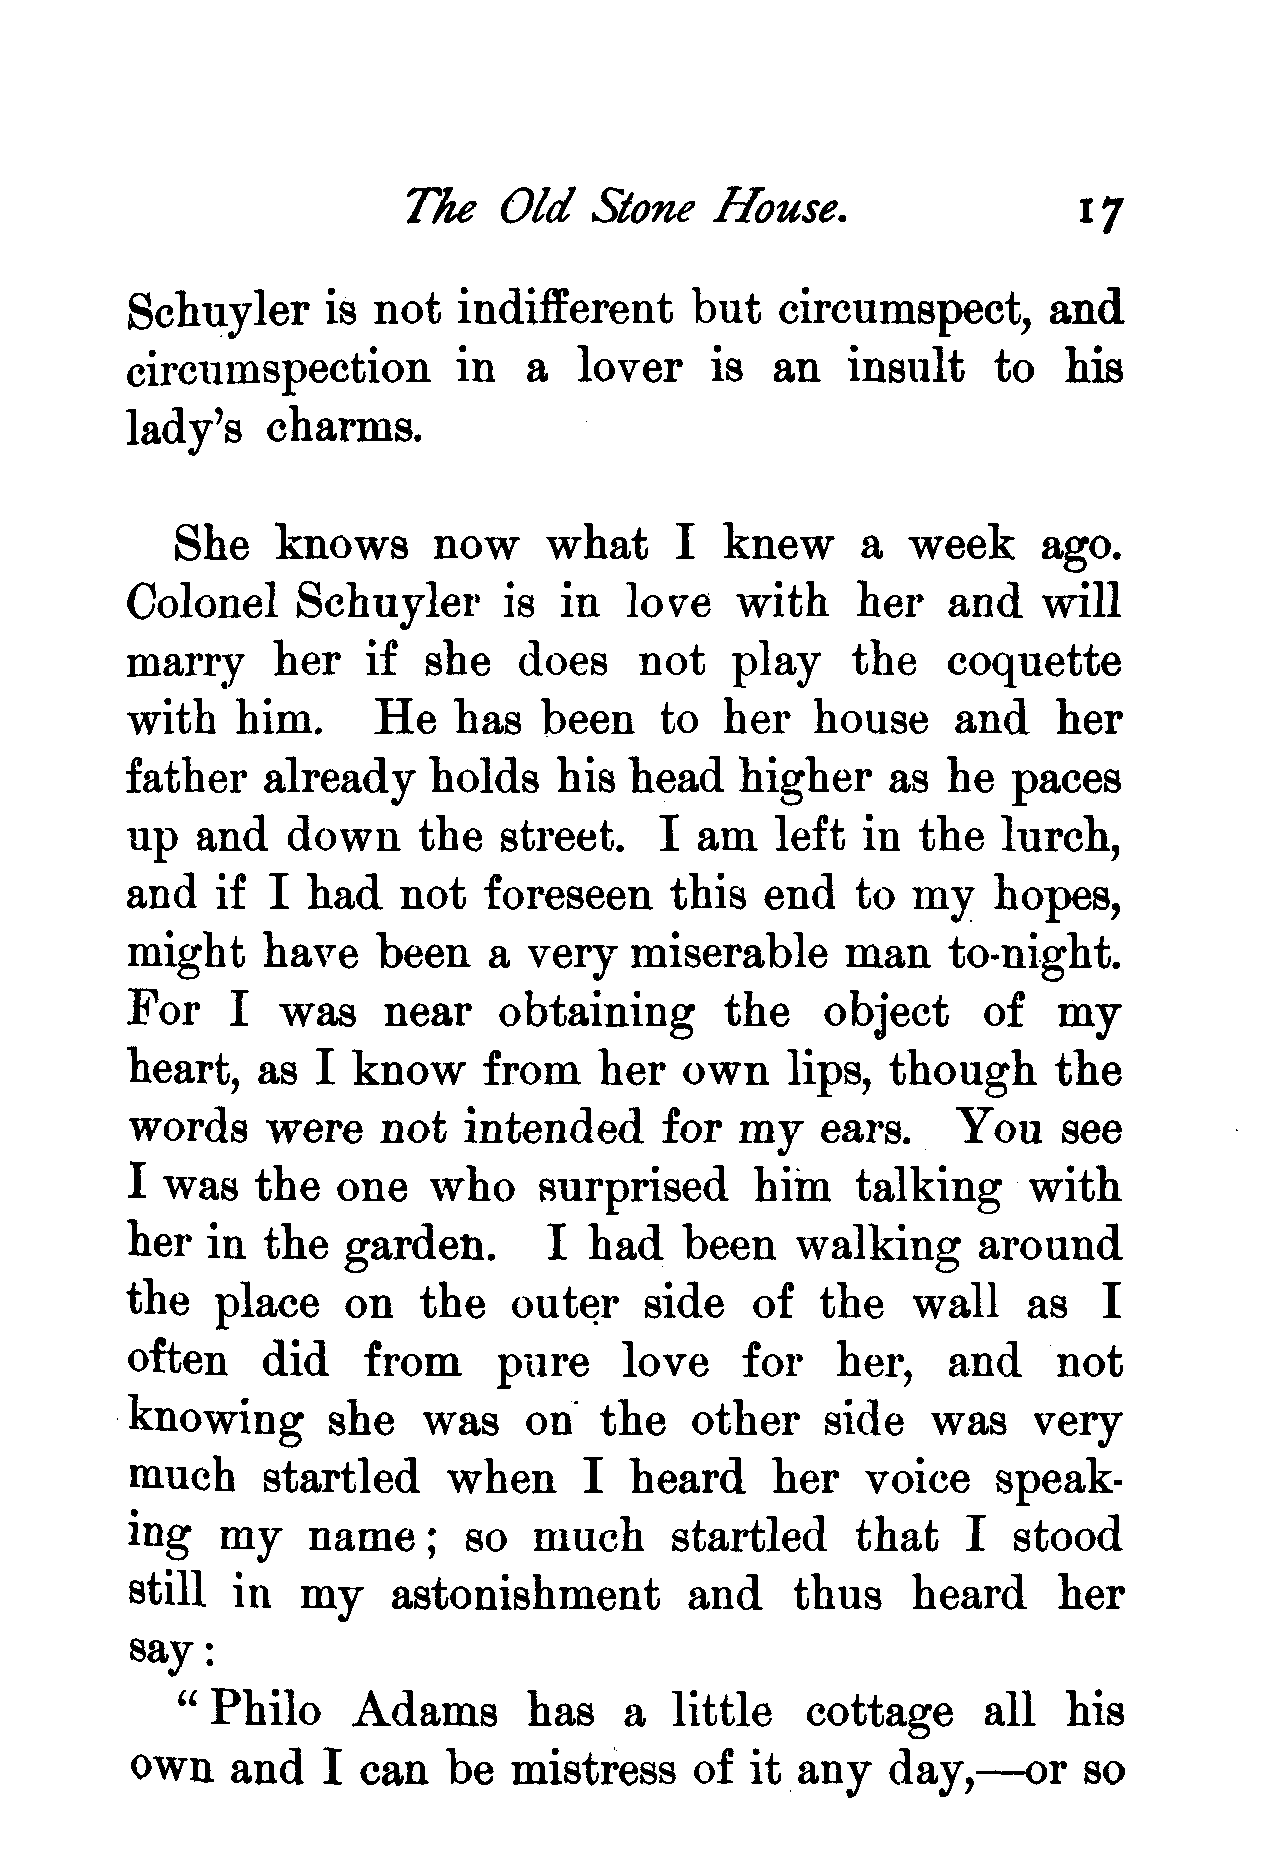 The Old Stone House. 17
Schuyler is not indifferent but circumspect, and
circumspection in a lover is an insult to his
lady's charms.
She knows now what I knew a week ago.
Colonel Schuyler is in love with her and will
marry her if she does not play the coquette
with him. He has been to her house and her
father already holds his head higher as he paces
up and down the street. I am left in the lurch,
and if I had not foreseen this end to my hopes,
might have been a very miserable man to-night.
For I was near obtaining the object of my
heart, as I know from her own lips, though the
words were not intended for my ears. You see
I was the one who surprised him talking with
her in the garden. I had been walking around
the place on the outer side of the wall as I
often did from pure love for her, and not
knowing she was on the other side was very
much startled when I heard her voice speak-
ing my name; so much startled that I stood
still in my astonishment and thus heard her
say:
"Philo Adams has a little cottage all his
own and I can be mistress of it any day,—or so